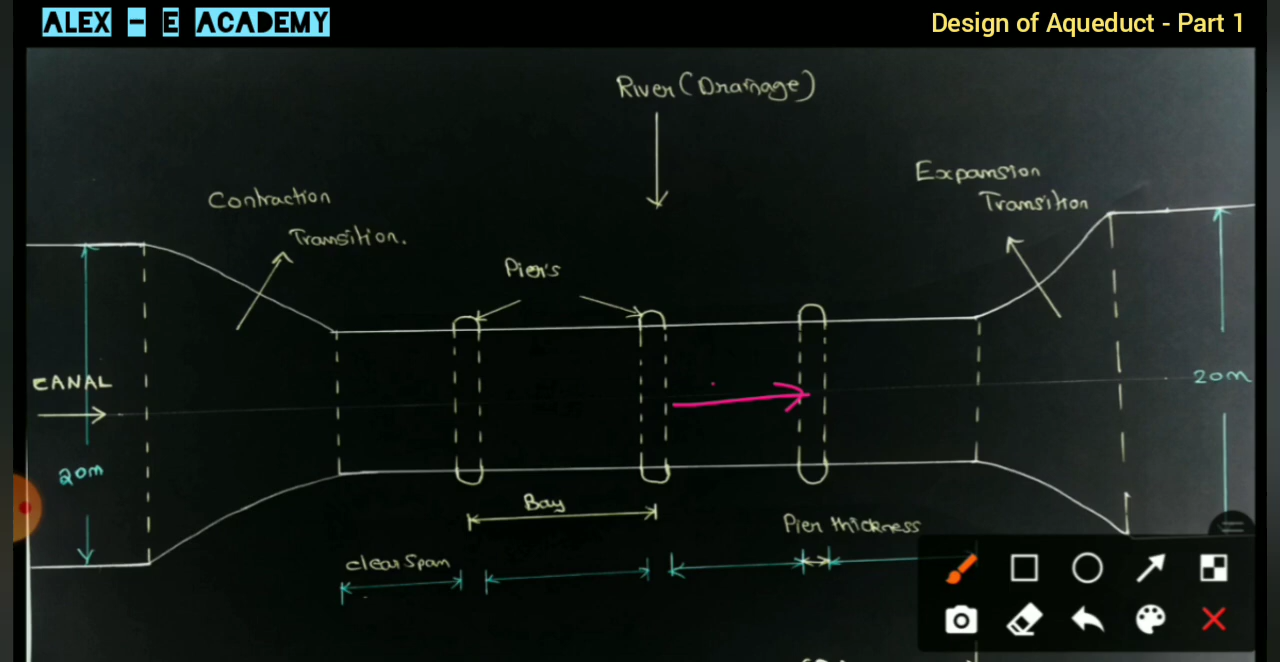 ALEX - E ACADEMY
Design of Aqueduct - Part 1
River (Drainage)
Expansion
Transition
Contraction
Transition.
Pier's
CANAL
20m
20m
Bay
Pier thickness
clear Span